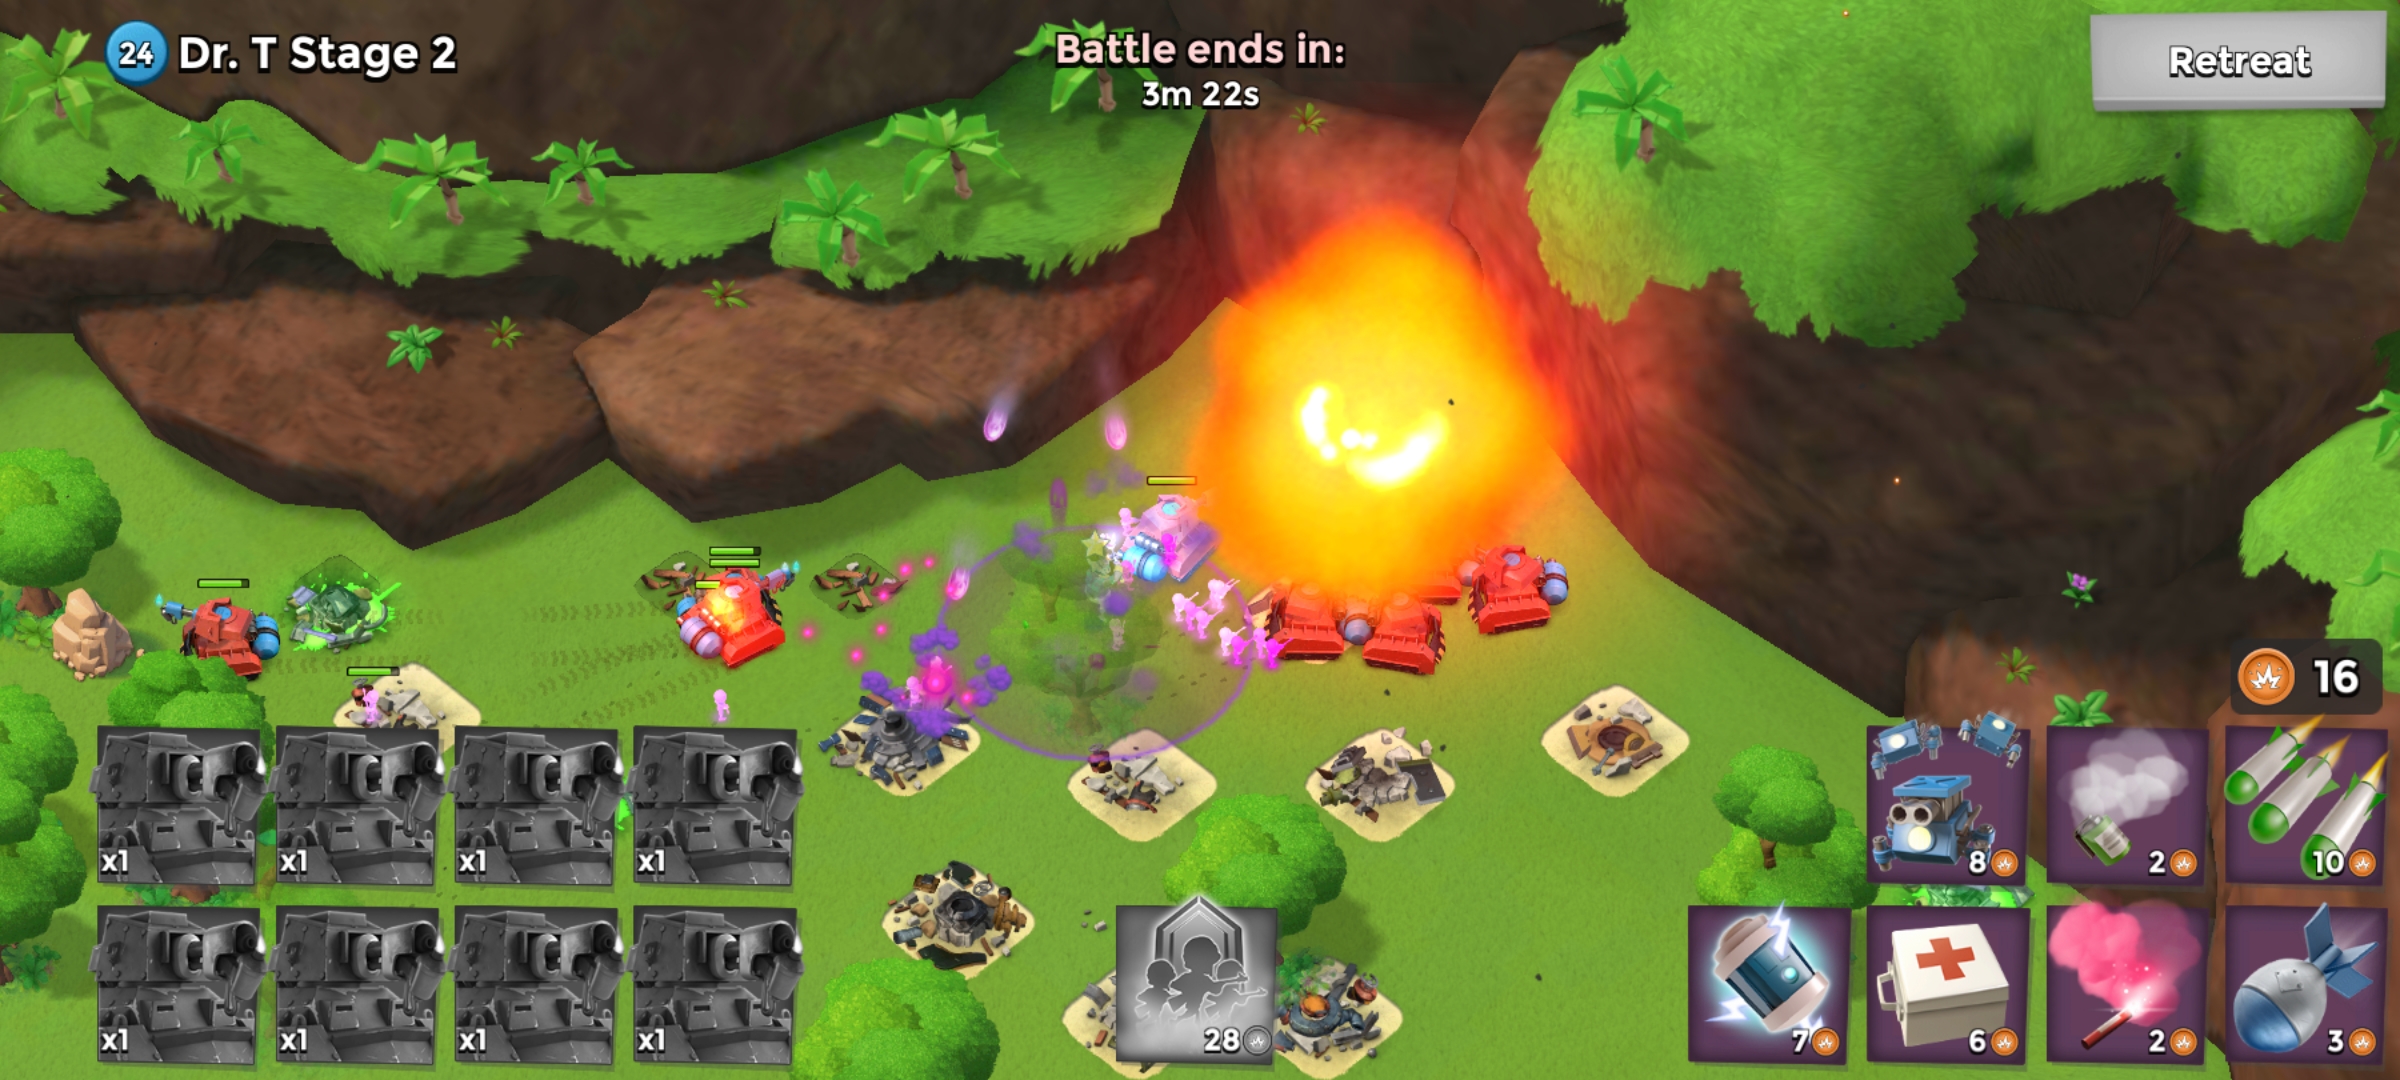 24 Dr. T Stage 2
Battle ends in:
3m 22s
Retreat
16
x1 x1 x1 x1
8 2 10
x1 x1 x1 x1
28
7 6 2 3